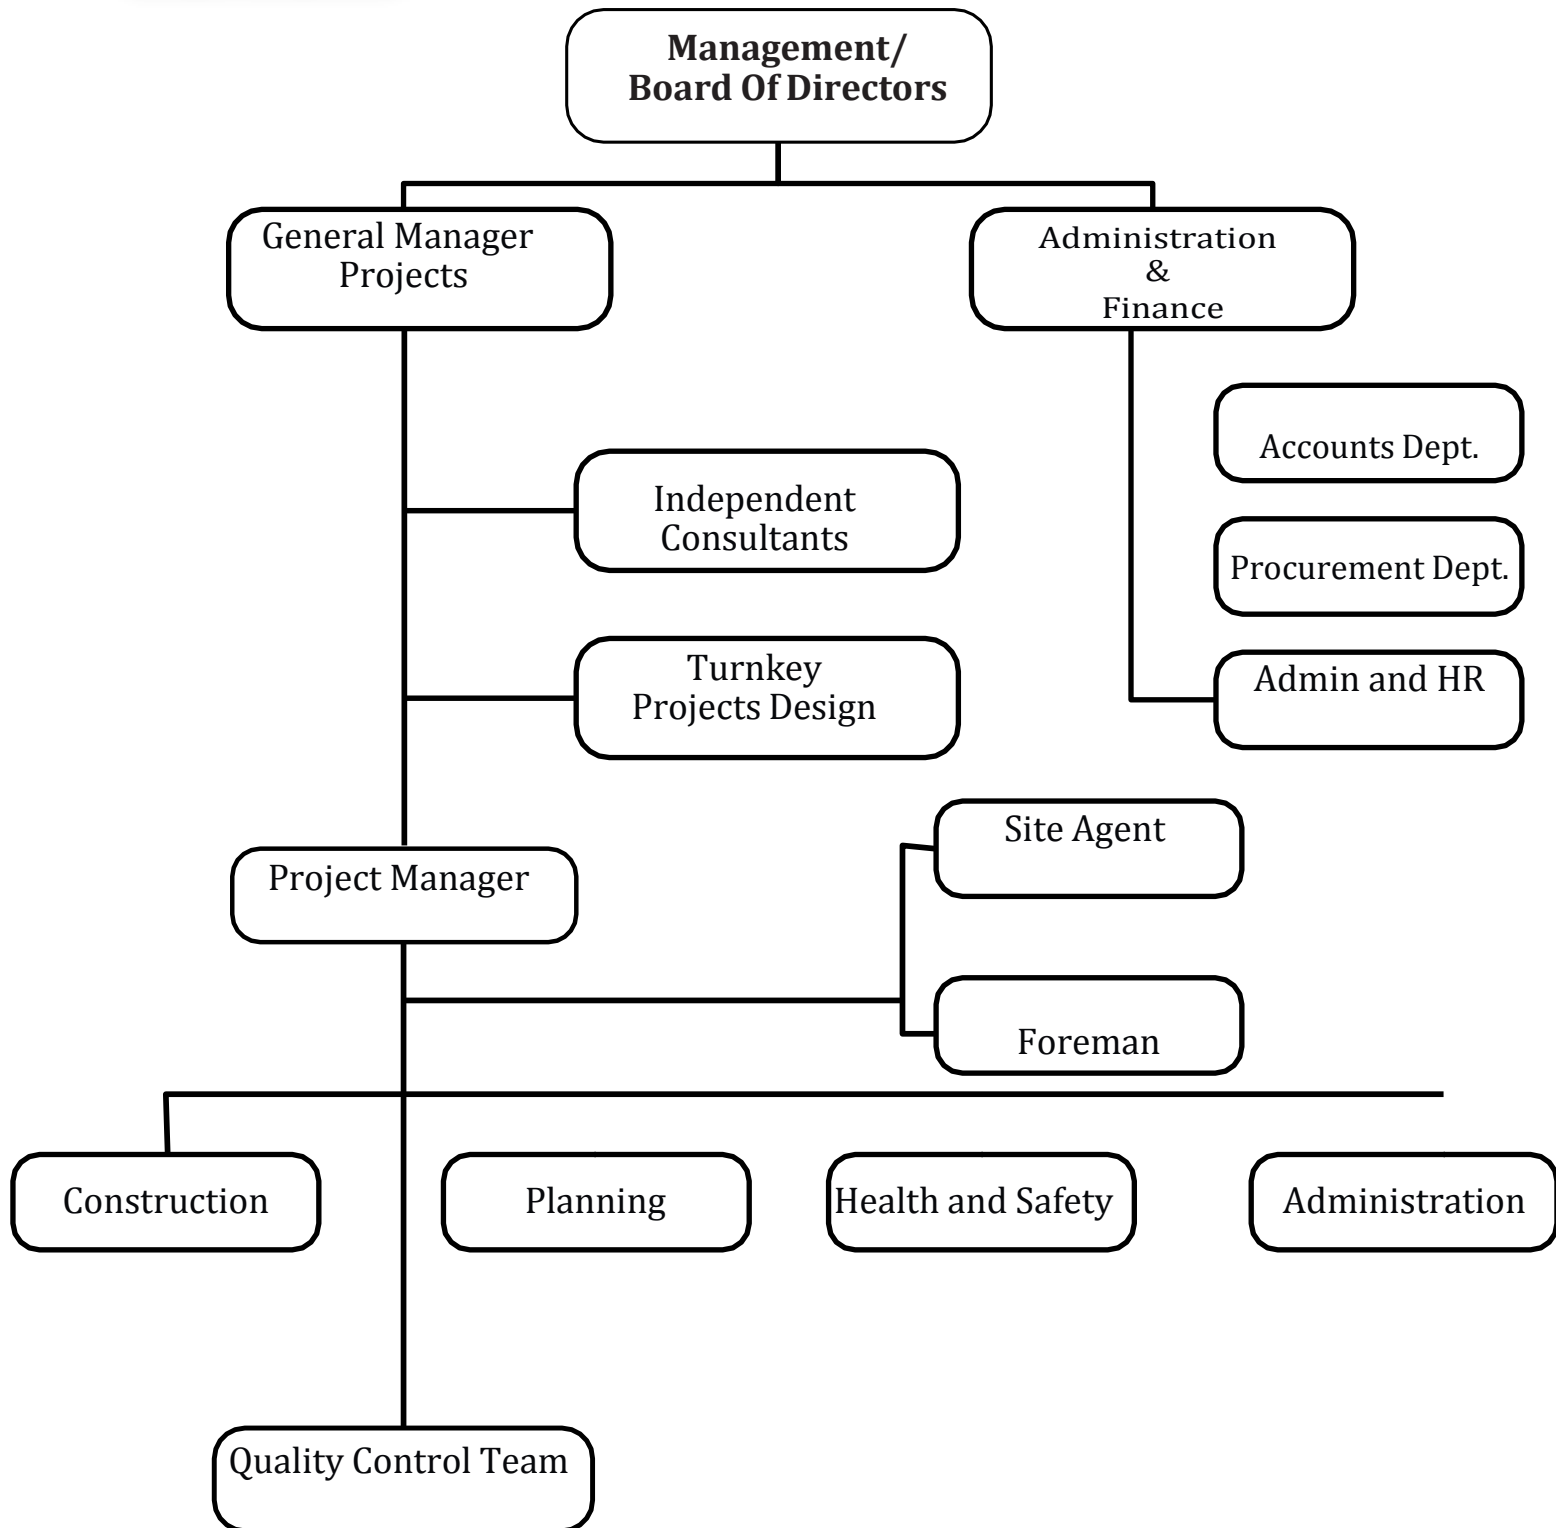 Management/
Board Of Directors
General Manager
Projects
Administration
&
Finance
Accounts Dept.
Independent
Consultants
Procurement Dept.
Turnkey
Projects Design
Admin and HR
Site Agent
Project Manager
Foreman
Construction
Planning
Health and Safety
Administration
Quality Control Team